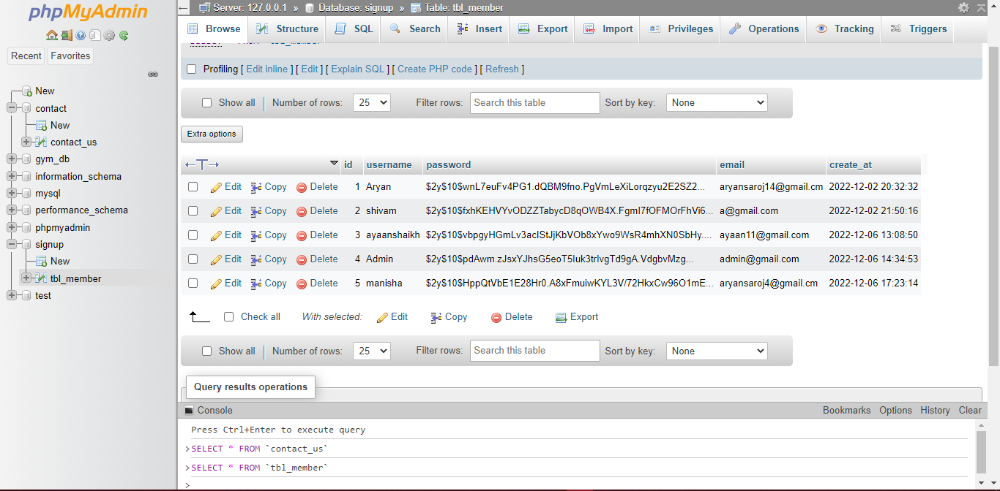 phpMyAdmin
Recent Favorites
New
contact
New
contact_us
gym_db
information_schema
mysql
performance_schema
phpmyadmin
signup
New
tbl_member
test
Server: 127.0.0.1 » Database: signup » Table: tbl_member
Browse Structure SQL Search Insert Export Import Privileges Operations Tracking Triggers
Profiling [ Edit inline ] [ Edit ] [ Explain SQL ] [ Create PHP code ] [ Refresh ]
Show all Number of rows: 25 Filter rows: Search this table Sort by key: None
Extra options
id username password email create_at
Edit Copy Delete 1 Aryan $2y$10$wnL7euFv4PG1.dQBM9fno.PgVmLeXiLorqzyu2E2SZ2... aryansaroj14@gmail.cm 2022-12-02 20:32:32
Edit Copy Delete 2 shivam $2y$10$fxhKEHVYvODZZTabycD8qOWB4X.FgmI7fOFMOrFhVi6... a@gmail.com 2022-12-02 21:50:16
Edit Copy Delete 3 ayaanshaikh $2y$10$vbpgyHGmLv3acIStJjKbVOb8xYwo9WsR4mhXN0SbHy.... ayaan11@gmail.com 2022-12-06 13:08:50
Edit Copy Delete 4 Admin $2y$10$pdAwm.zJsxYJhsG5eoT5Iuk3trlvgTd9gA.VdgbvMzg... admin@gmail.com 2022-12-06 14:34:53
Edit Copy Delete 5 manisha $2y$10$HppQtVbE1E28Hr0.A8xFmuiwKYL3V/72HkxCw96O1mE... aryansaroj4@gmail.cm 2022-12-06 17:23:14
Check all With selected: Edit Copy Delete Export
Show all Number of rows: 25 Filter rows: Search this table Sort by key: None
Query results operations
Console Bookmarks Options History Clear
Press Ctrl+Enter to execute query
>SELECT * FROM `contact_us`
>SELECT * FROM `tbl_member`
>